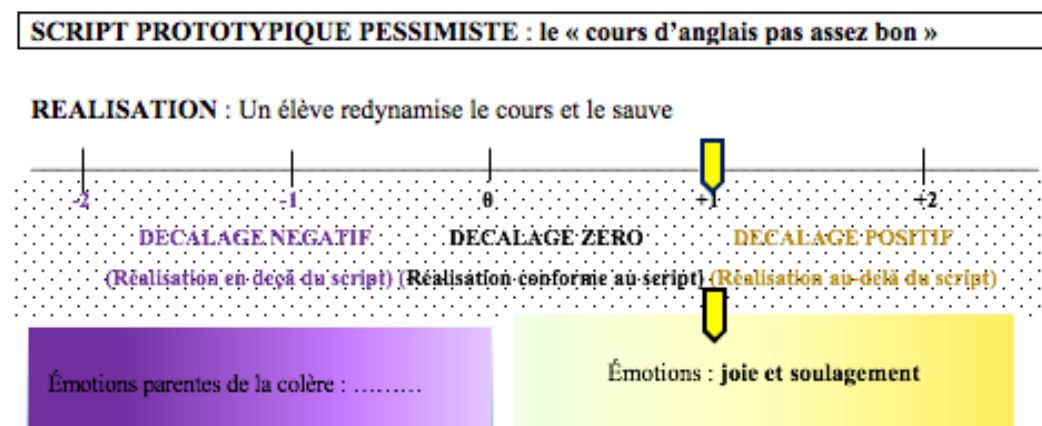 SCRIPT PROTOTYPIQUE PESSIMISTE : le « cours d'anglais pas assez bon »
REALISATION : Un élève redynamise le cours et le sauve
-2 -1 0 +1 +2
DECALAGE NEGATIF DECALAGE ZÉRO DECALAGE POSITIF
(Réalisation en deçà du script) (Réalisation conforme au script) (Réalisation au-delà du script)
Émotions parentes de la colère : ………
Émotions : joie et soulagement